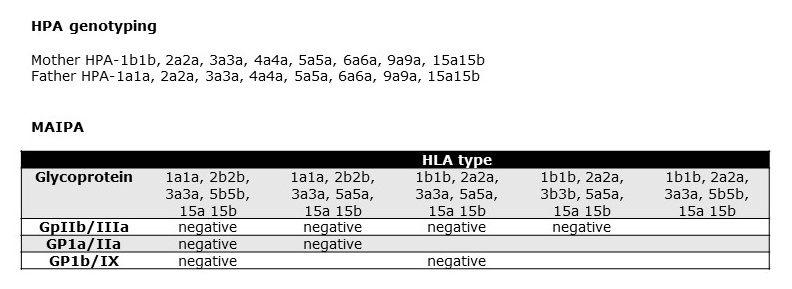 HPA genotyping
Mother HPA-1b1b, 2a2a, 3a3a, 4a4a, 5a5a, 6a6a, 9a9a, 15a15b
Father HPA-1a1a, 2a2a, 3a3a, 4a4a, 5a5a, 6a6a, 9a9a, 15a15b
MAIPA
HLA type
Glycoprotein 1a1a, 2b2b, 1a1a, 2b2b, 1b1b, 2a2a, 1b1b, 2a2a, 1b1b, 2a2a,
3a3a, 5b5b, 3a3a, 5a5a, 3a3a, 5a5a, 3b3b, 5a5a, 3a3a, 5b5b,
15a 15b 15a 15b 15a 15b 15a 15b 15a 15b
GpIIb/IIIa negative negative negative negative
GP1a/IIa negative negative
GP1b/IX negative negative